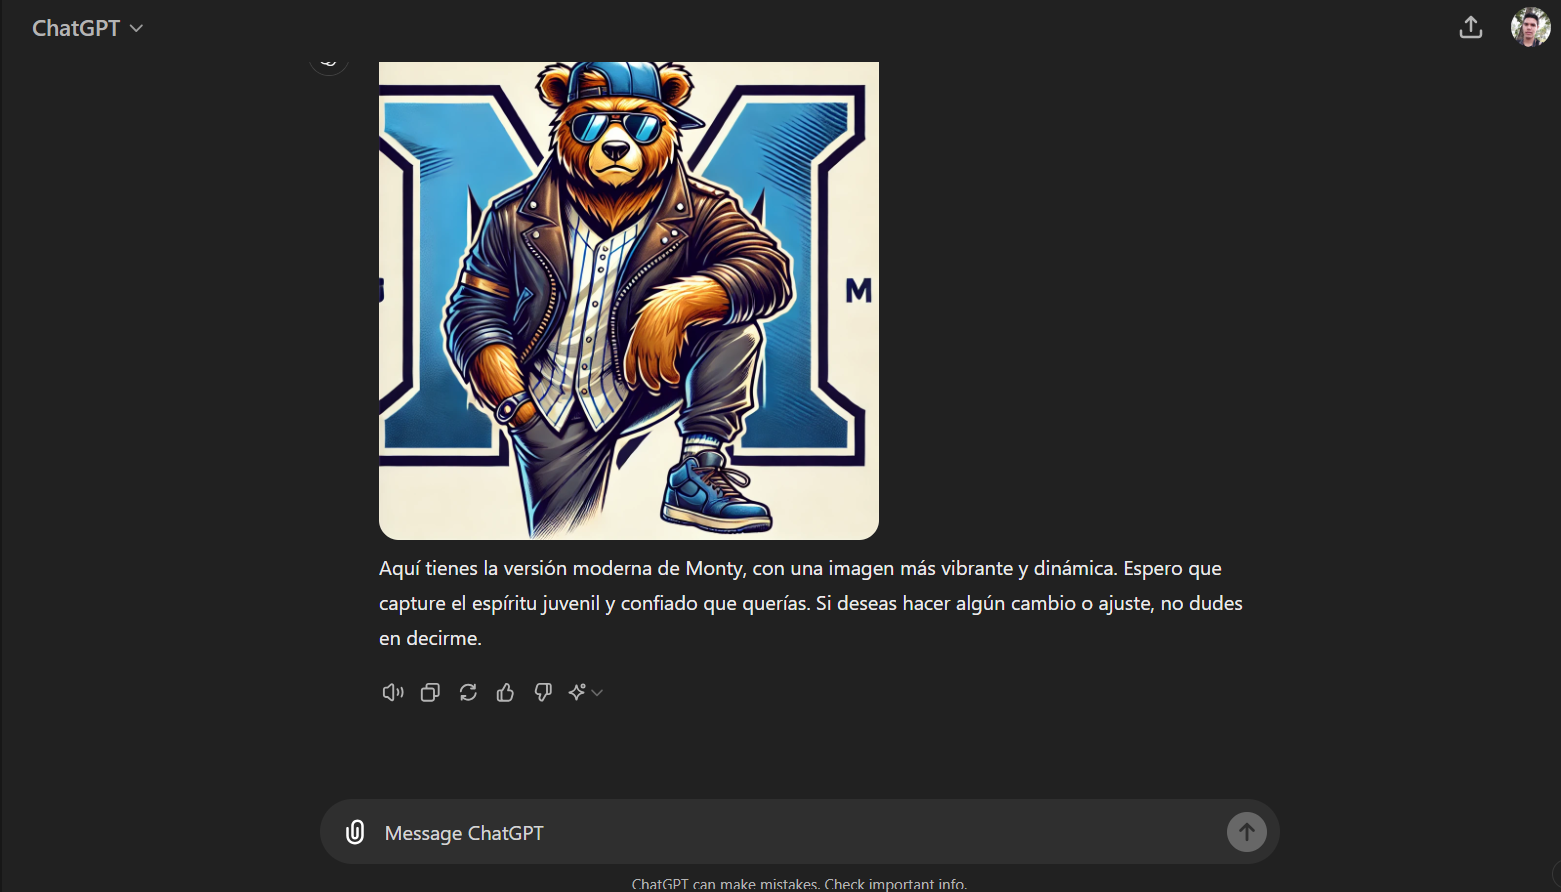 ChatGPT
M
Aquí tienes la versión moderna de Monty, con una imagen más vibrante y dinámica. Espero que
capture el espíritu juvenil y confiado que querías. Si deseas hacer algún cambio o ajuste, no dudes
en decirme.
Message ChatGPT
ChatGPT can make mistakes. Check important info.